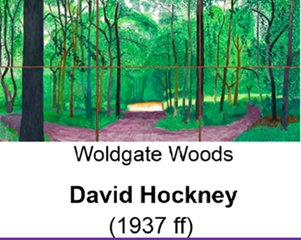 Woldgate Woods
David Hockney
(1937 ff)